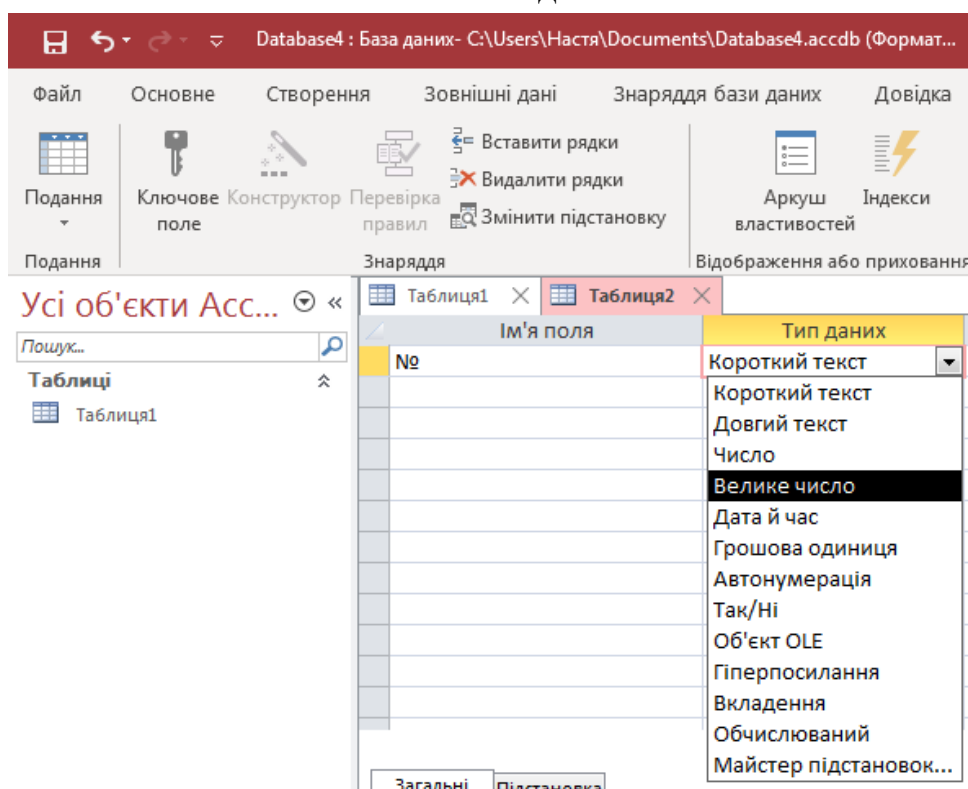 Database4 : База даних- C:\Users\Настя\Documents\Database4.accdb (Формат...
Файл Основне Створення Зовнішні дані Знаряддя бази даних Довідка
Подання
Ключове поле
Конструктор
Перевірка правил
Вставити рядки
Видалити рядки
Змінити підстановку
Аркуш властивостей
Індекси
Подання Знаряддя Відображення або приховання
Усі об'єкти Acc...
Пошук...
Таблиці
Таблиця1
Таблиця1 Таблиця2
Ім'я поля Тип даних
№ Короткий текст
Короткий текст
Довгий текст
Число
Велике число
Дата й час
Грошова одиниця
Автонумерація
Так/Ні
Об'єкт OLE
Гіперпосилання
Вкладення
Обчислюваний
Майстер підстановок...
Загальні Підстановка